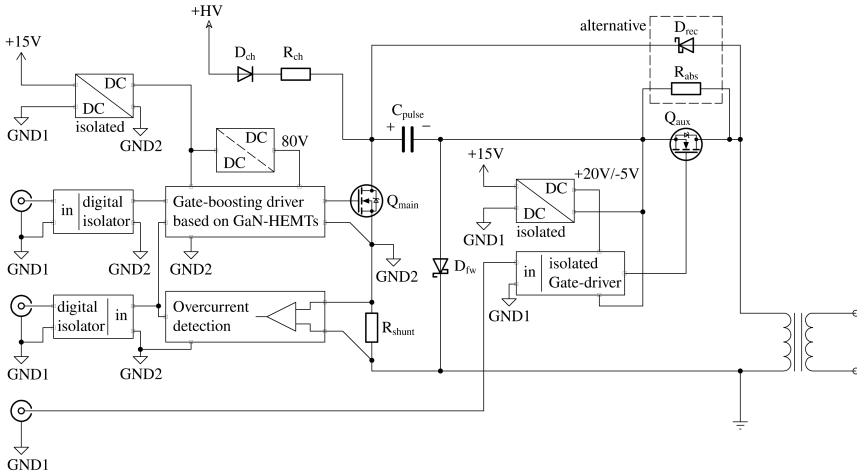 +HV
+15V
DC
DC
isolated
GND1
GND2
D_ch
R_ch
C_pulse
+ −
alternative
D_rec
R_abs
Q_aux
DC
DC
80V
in
digital
isolator
GND1
GND2
Gate-boosting driver
based on GaN-HEMTs
GND2
Q_main
GND2
+15V
DC
DC
isolated
+20V/-5V
GND1
D_fw
in
isolated
Gate-driver
GND1
digital
isolator
in
GND1
GND2
Overcurrent
detection
R_shunt
GND1